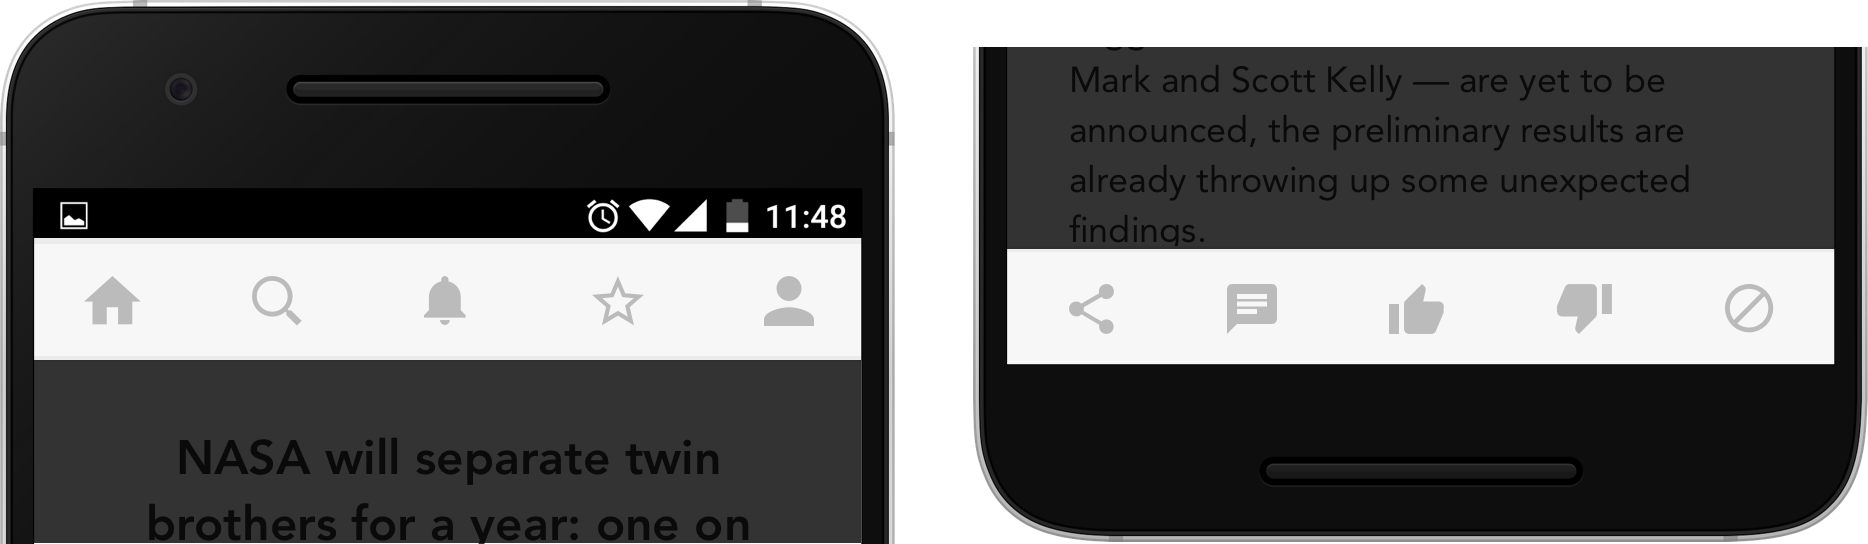 11:48
NASA will separate twin
brothers for a year: one on
Mark and Scott Kelly — are yet to be
announced, the preliminary results are
already throwing up some unexpected
findings.